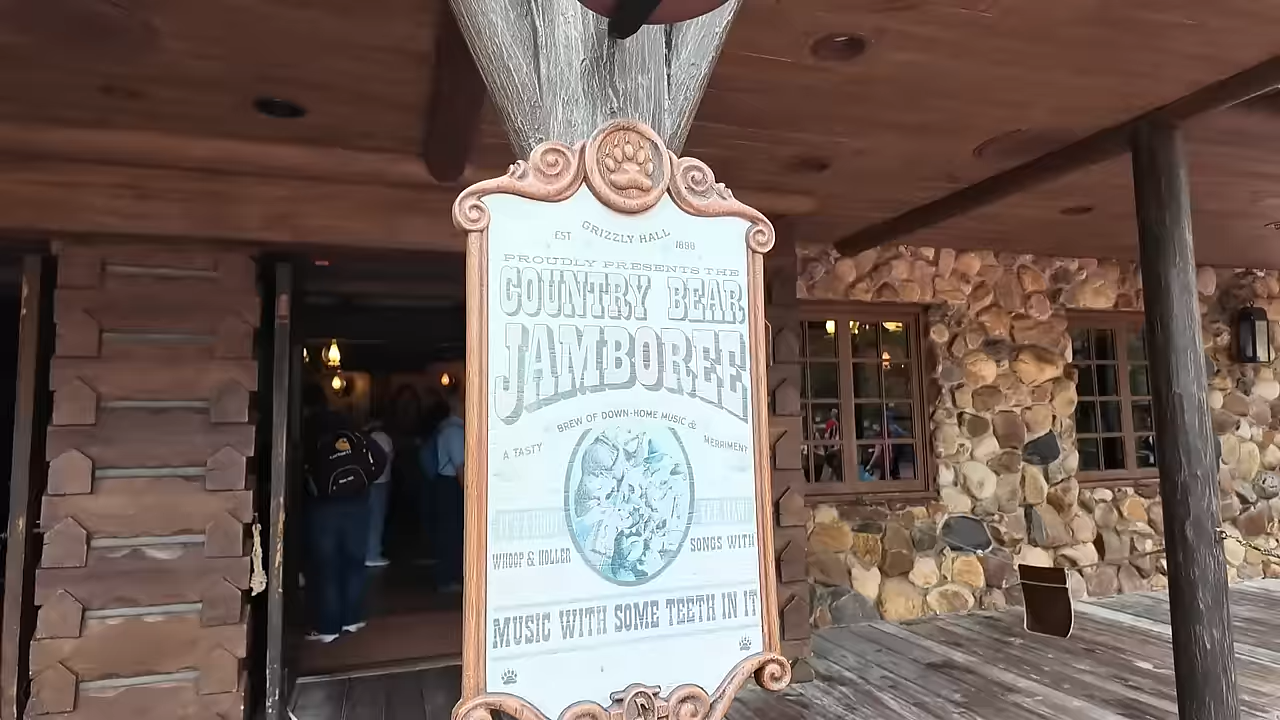 EST GRIZZLY HALL 1898
PROUDLY PRESENTS THE
COUNTRY BEAR
JAMBOREE
A TASTY BREW OF DOWN-HOME MUSIC & MERRIMENT
WHOOP & HOLLER SONGS WITH
MUSIC WITH SOME TEETH IN IT